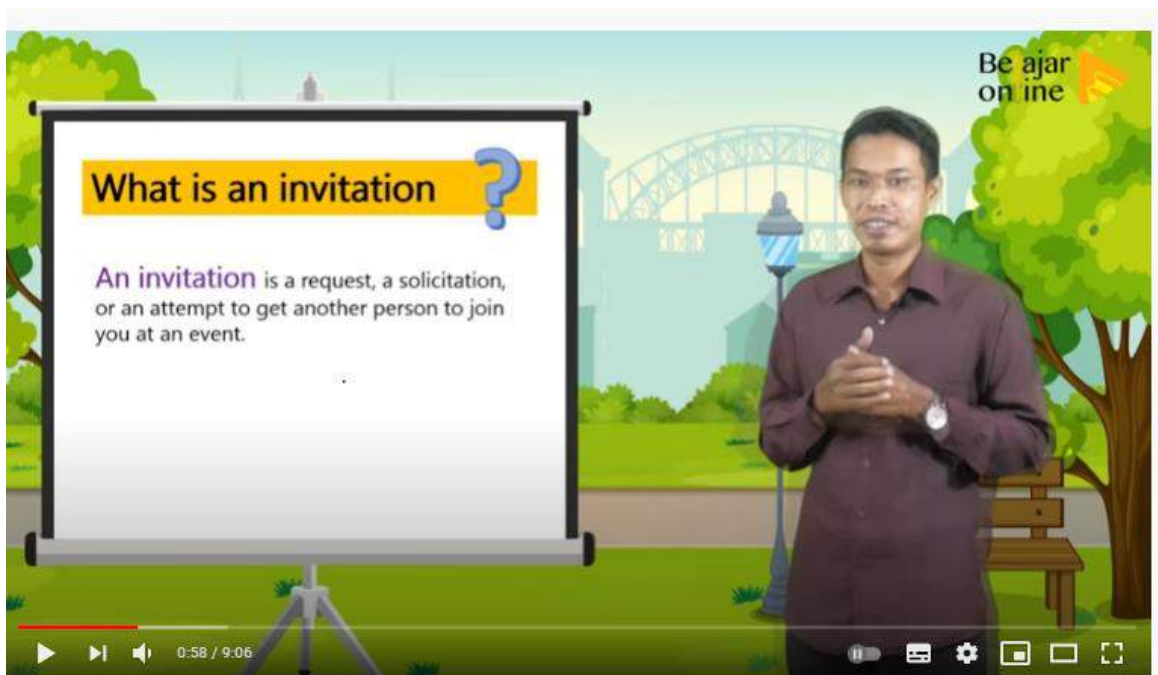 Be ajar
on ine
What is an invitation ?
An invitation is a request, a solicitation,
or an attempt to get another person to join
you at an event.
0:58 / 9:06